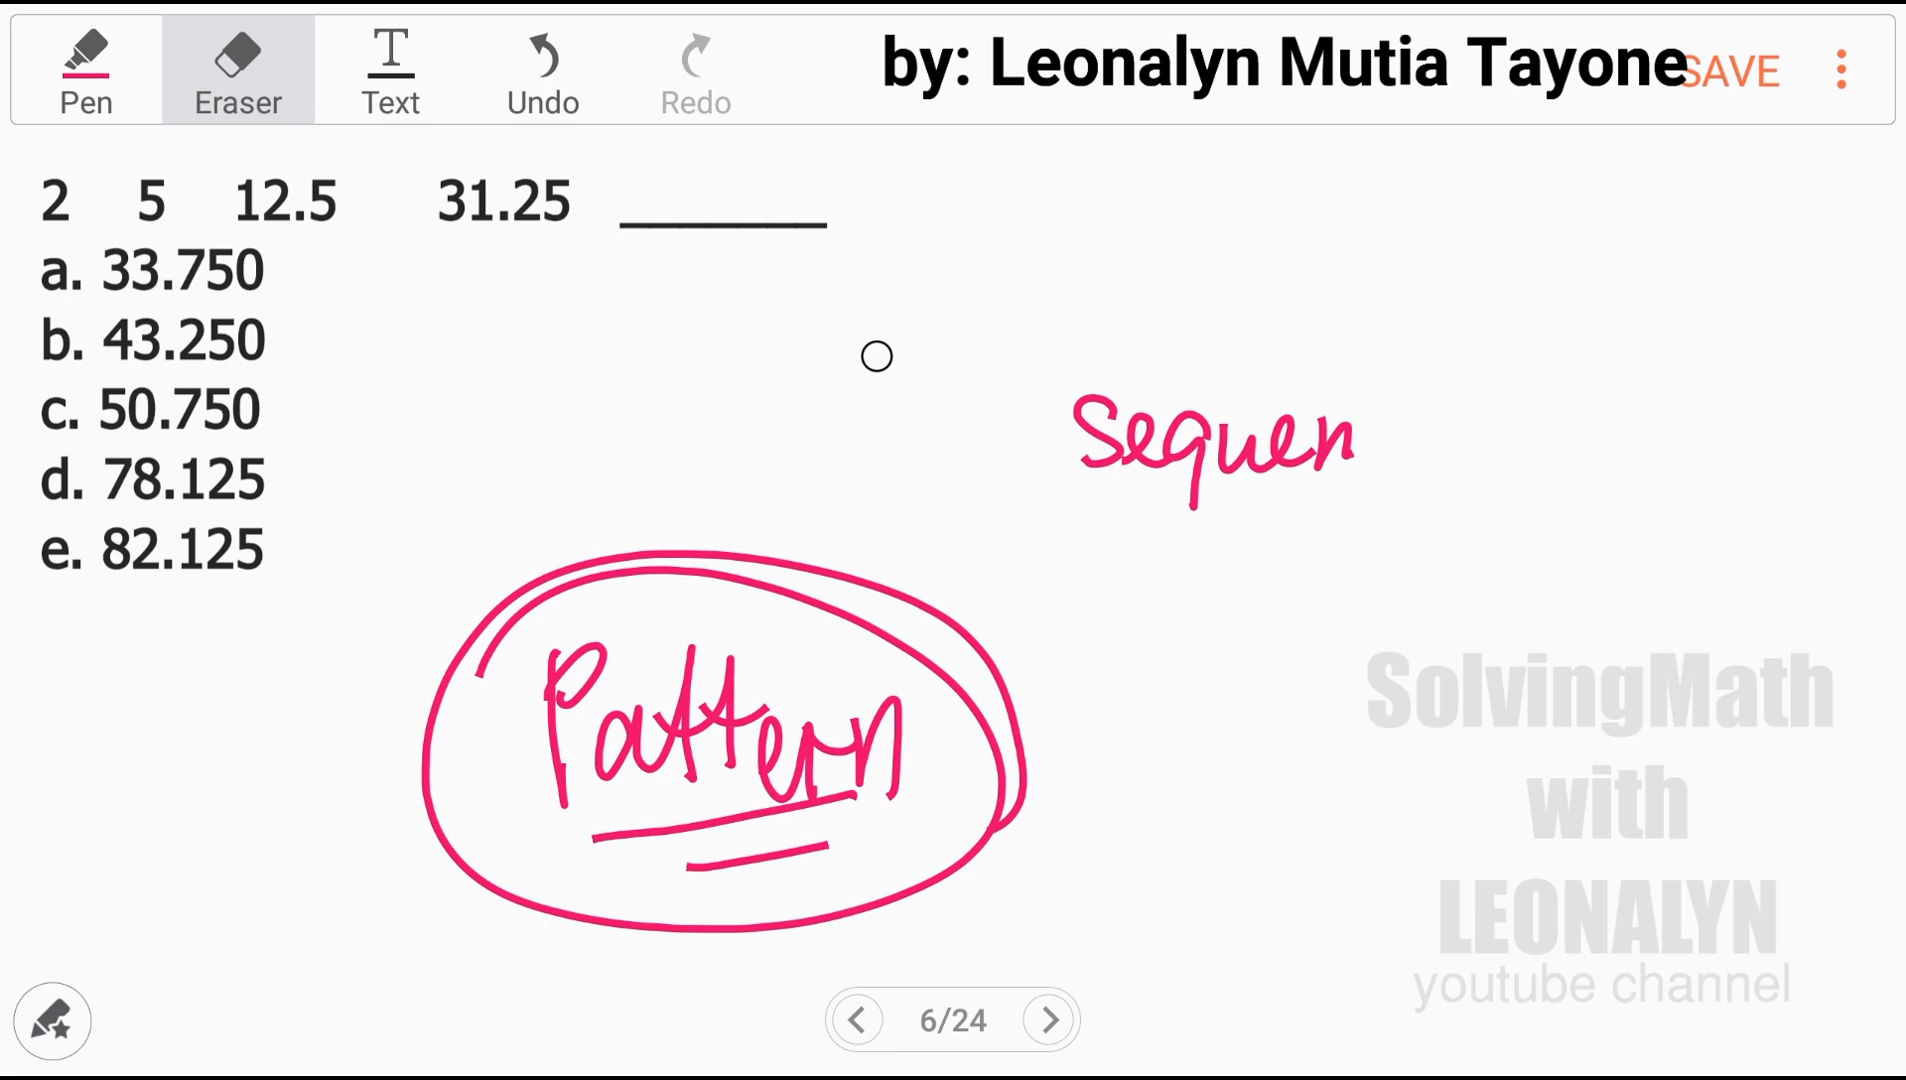 Pen Eraser Text Undo Redo by: Leonalyn Mutia Tayone SAVE
2 5 12.5 31.25 _______
a. 33.750
b. 43.250
c. 50.750
d. 78.125
e. 82.125
Sequen
Pattern
SolvingMath
with
LEONALYN
youtube channel
6/24